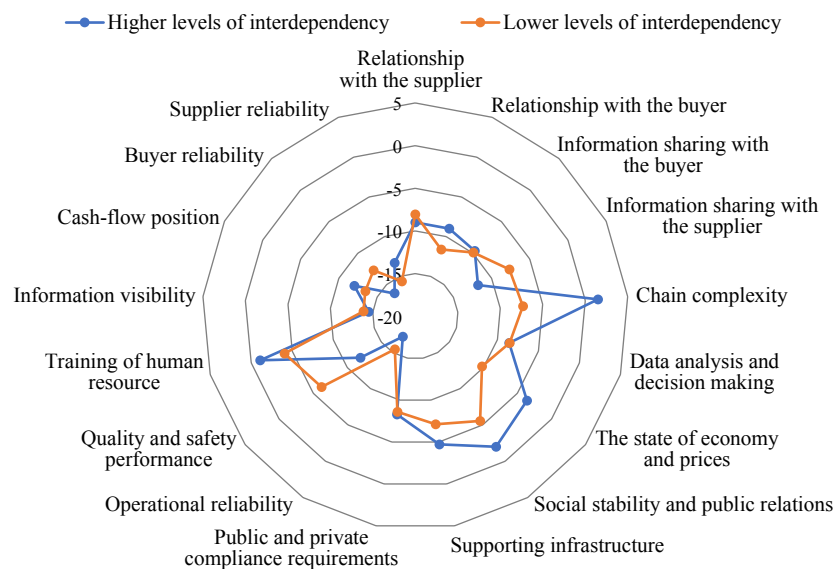 Higher levels of interdependency
Lower levels of interdependency
Relationship
with the supplier
Supplier reliability
Relationship with the buyer
5
Buyer reliability
Information sharing with
the buyer
0
Cash-flow position
Information sharing with
the supplier
-5
-10
-15
Information visibility
Chain complexity
-20
Training of human
resource
Data analysis and
decision making
Quality and safety
performance
The state of economy
and prices
Operational reliability
Social stability and public relations
Public and private
compliance requirements
Supporting infrastructure